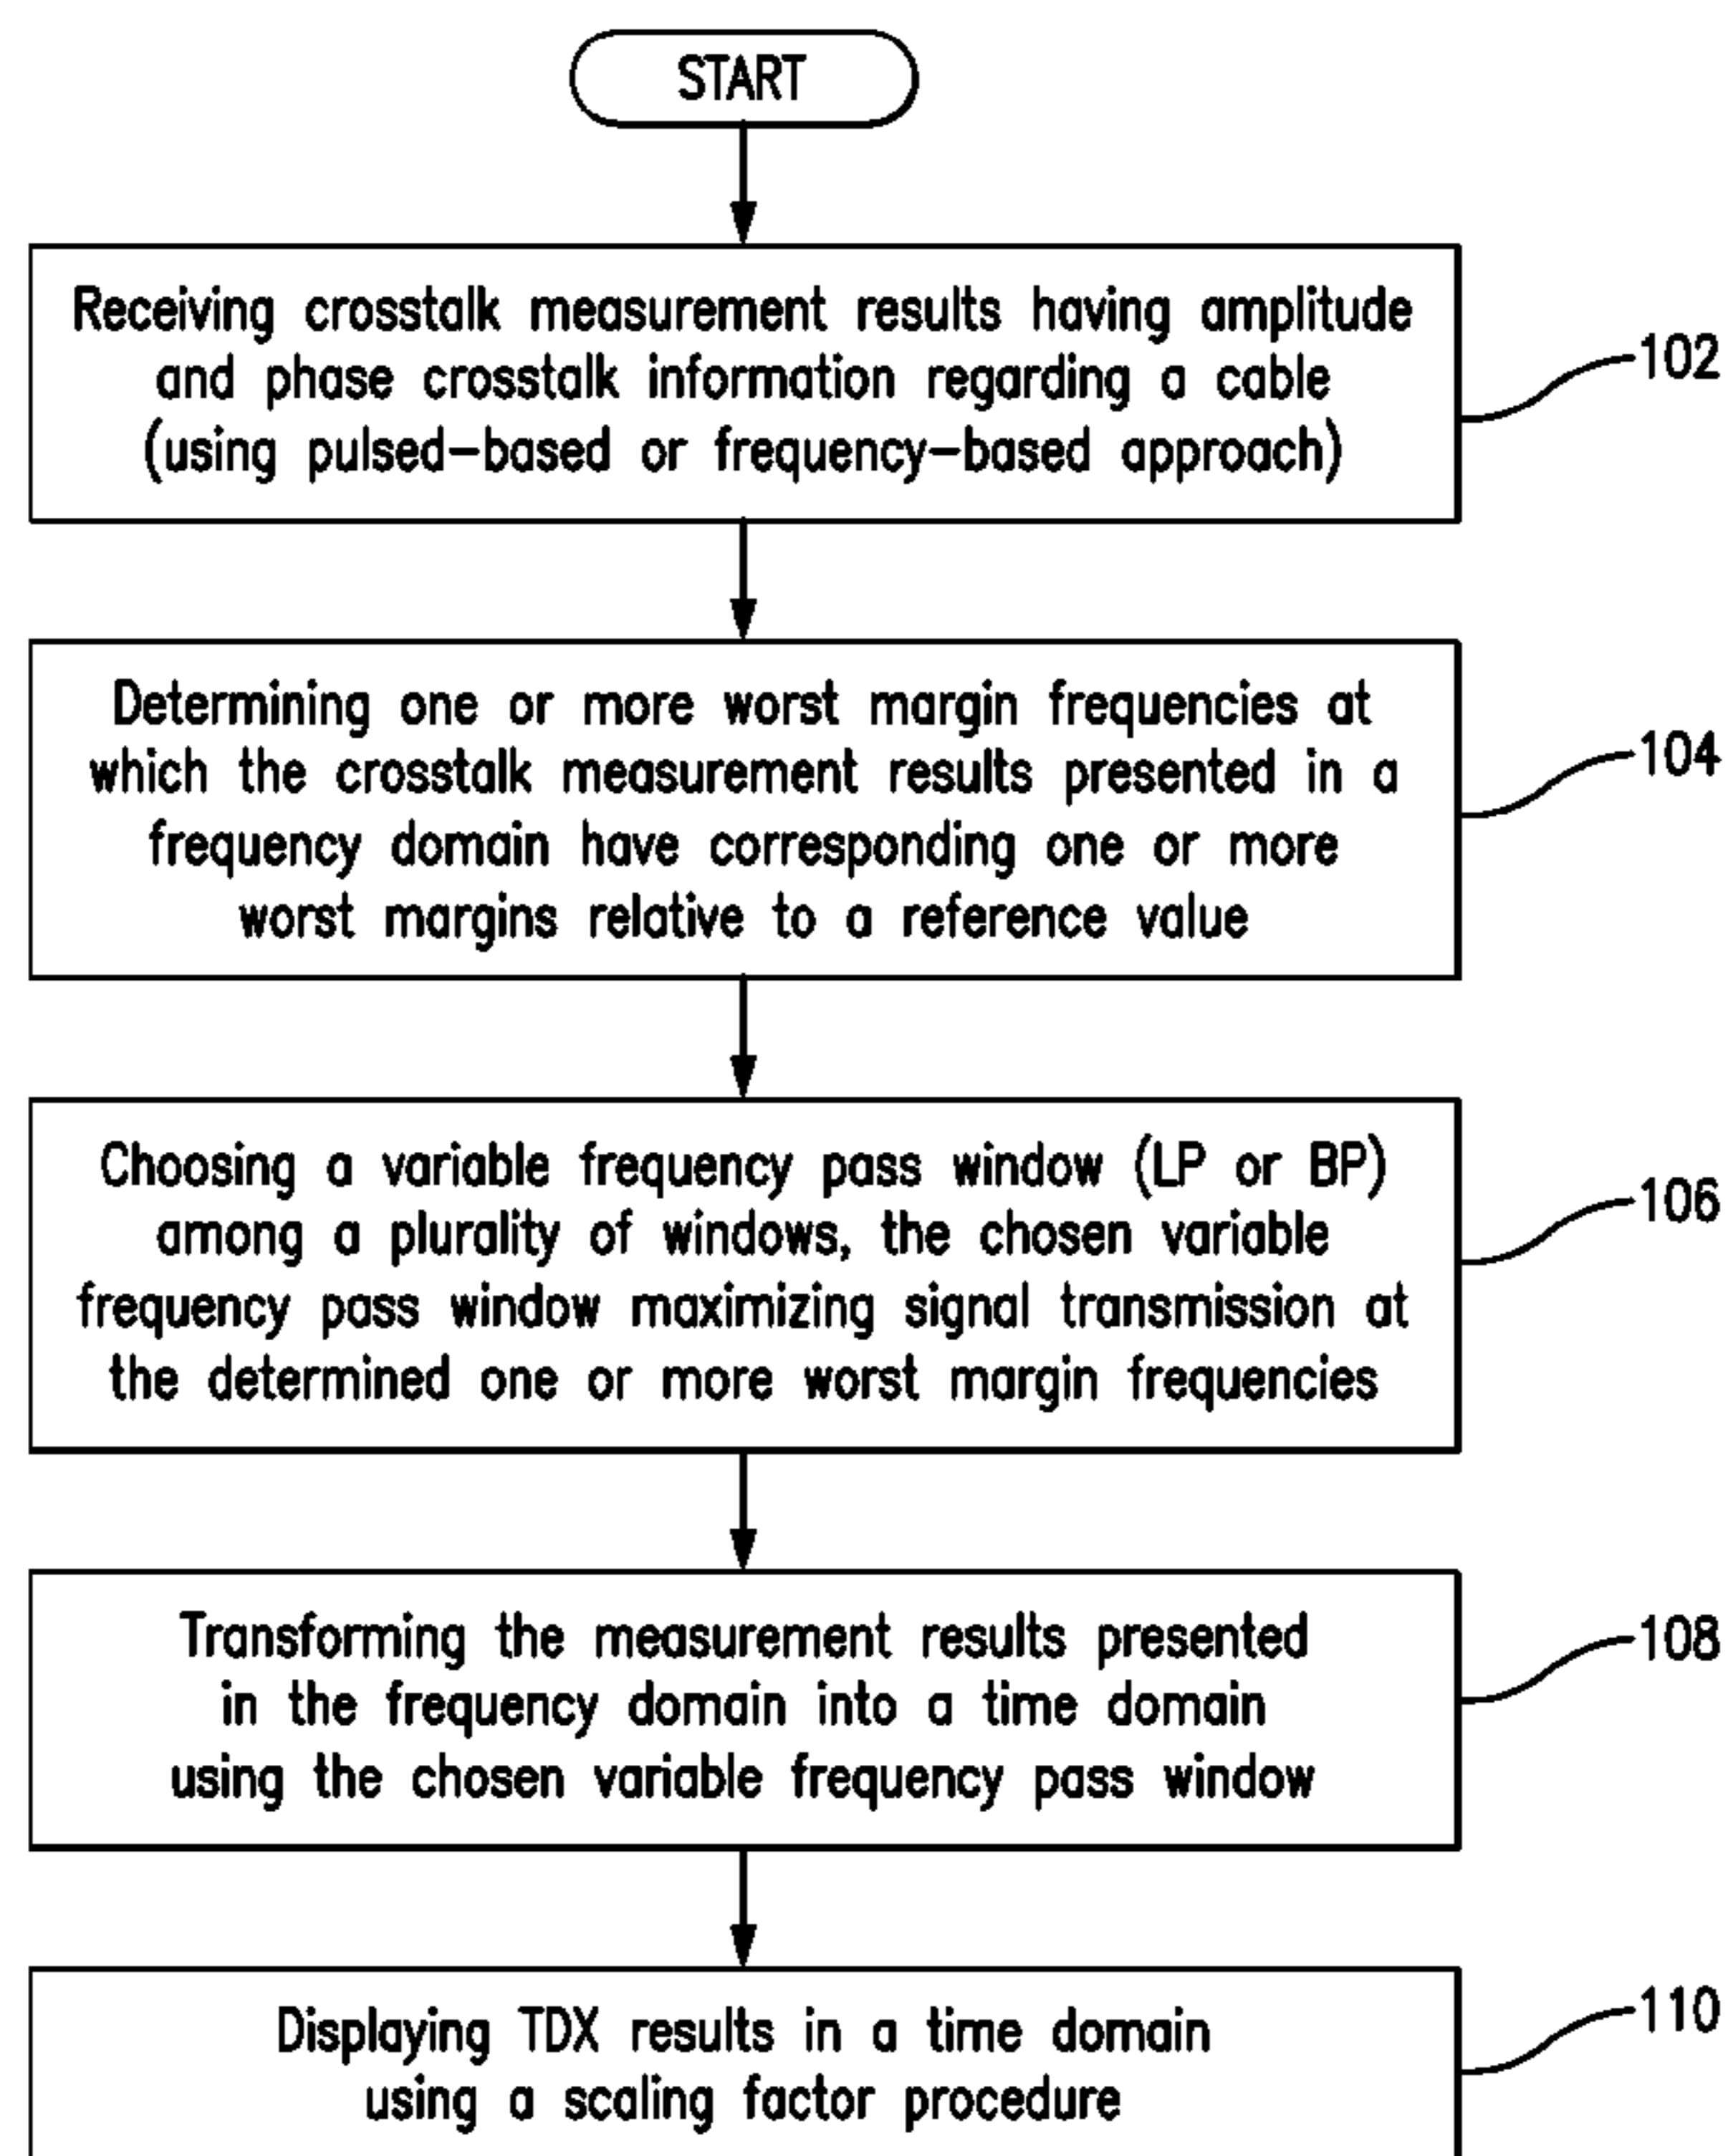 START
Receiving crosstalk measurement results having amplitude
and phase crosstalk information regarding a cable
(using pulsed-based or frequency-based approach)
102
Determining one or more worst margin frequencies at
which the crosstalk measurement results presented in a
frequency domain have corresponding one or more
worst margins relative to a reference value
104
Choosing a variable frequency pass window (LP or BP)
among a plurality of windows, the chosen variable
frequency pass window maximizing signal transmission at
the determined one or more worst margin frequencies
106
Transforming the measurement results presented
in the frequency domain into a time domain
using the chosen variable frequency pass window
108
Displaying TDX results in a time domain
using a scaling factor procedure
110